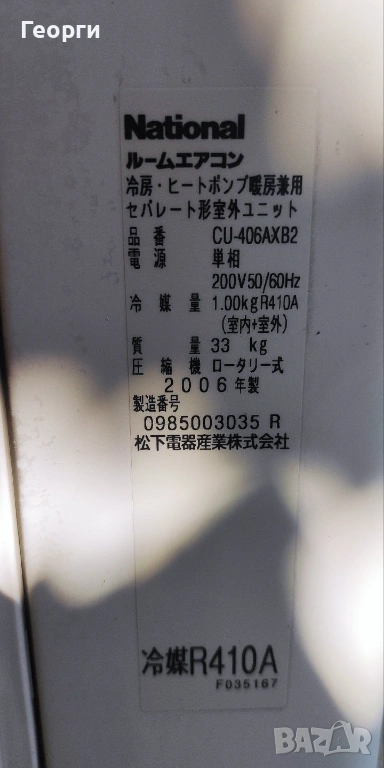 Георги
National
ルームエアコン
冷房・ヒートポンプ暖房兼用
セパレート形室外ユニット
品番 CU-406AXB2
電源 単相
200V50/60Hz
冷媒量 1.00kgR410A
(室内+室外)
質量 33 kg
圧縮機 ロータリー式
2006年製
製造番号
0985003035 R
松下電器産業株式会社
冷媒R410A
F035167
BAZAR